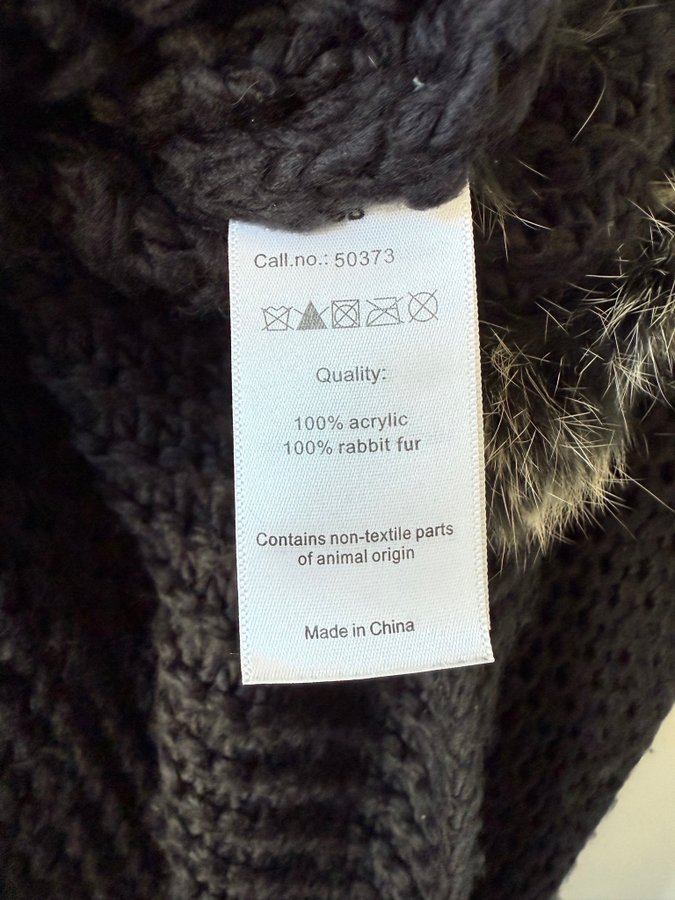 Call.no.: 50373
Quality:
100% acrylic
100% rabbit fur
Contains non-textile parts
of animal origin
Made in China